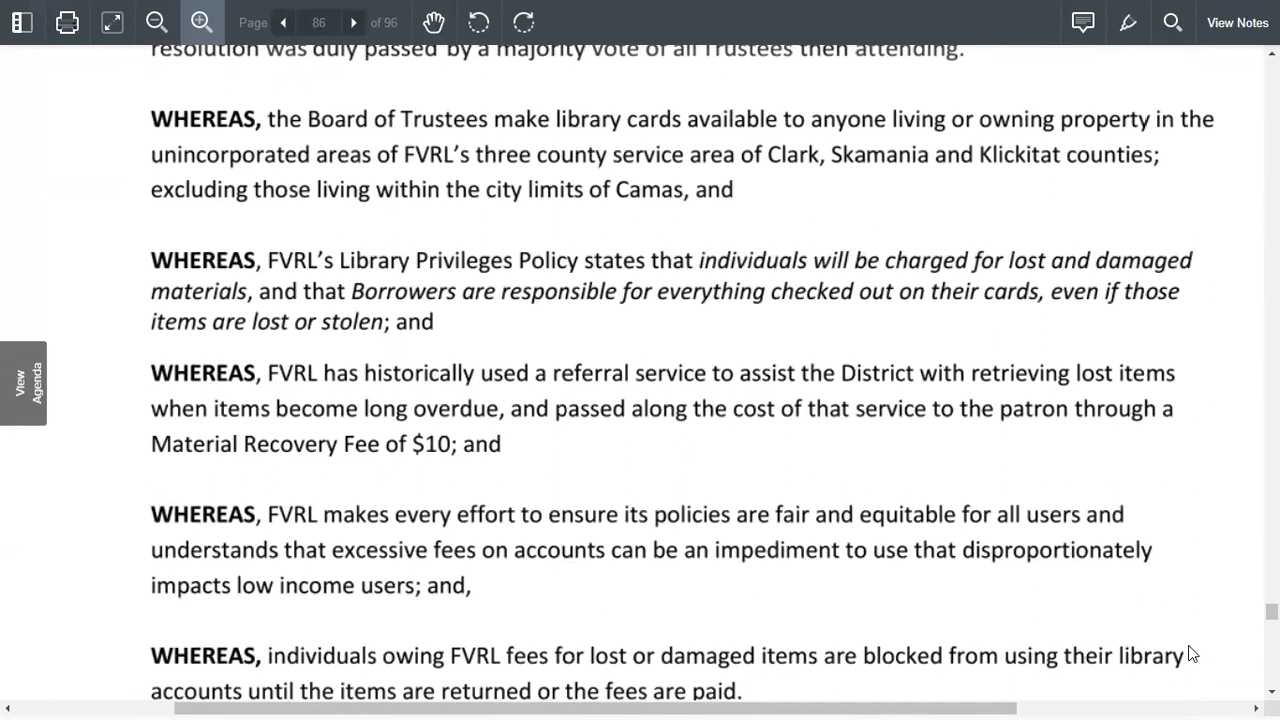 Page 86 of 96 View Notes
resolution was duly passed by a majority vote of all Trustees then attending.
WHEREAS, the Board of Trustees make library cards available to anyone living or owning property in the
unincorporated areas of FVRL’s three county service area of Clark, Skamania and Klickitat counties;
excluding those living within the city limits of Camas, and
WHEREAS, FVRL’s Library Privileges Policy states that individuals will be charged for lost and damaged
materials, and that Borrowers are responsible for everything checked out on their cards, even if those
items are lost or stolen; and
View
Agenda
WHEREAS, FVRL has historically used a referral service to assist the District with retrieving lost items
when items become long overdue, and passed along the cost of that service to the patron through a
Material Recovery Fee of $10; and
WHEREAS, FVRL makes every effort to ensure its policies are fair and equitable for all users and
understands that excessive fees on accounts can be an impediment to use that disproportionately
impacts low income users; and,
WHEREAS, individuals owing FVRL fees for lost or damaged items are blocked from using their library
accounts until the items are returned or the fees are paid.